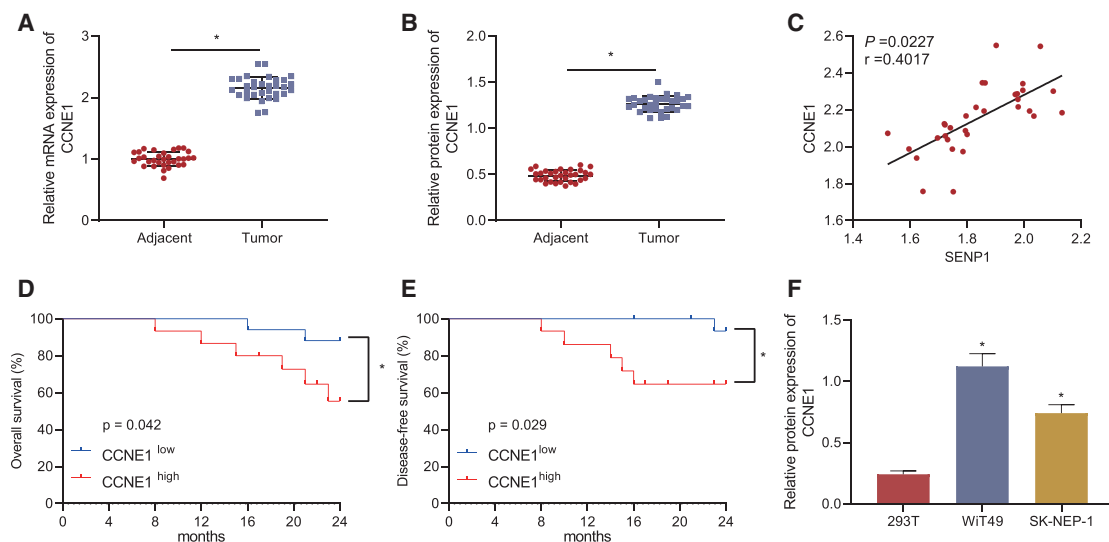 A
Relative mRNA expression of
CCNE1
3
2
1
0
*
Adjacent
Tumor
B
Relative protein expression of
CCNE1
2.0
1.5
1.0
0.5
0.0
*
Adjacent
Tumor
C
CCNE1
2.6
2.4
2.2
2.0
1.8
1.6
P =0.0227
r =0.4017
1.4 1.6 1.8 2.0 2.2
SENP1
D
Overall survival (%)
100
80
60
40
20
0
*
p = 0.042
CCNE1 low
CCNE1 high
0 4 8 12 16 20 24
months
E
Disease-free survival (%)
100
80
60
40
20
0
*
p = 0.029
CCNE1 low
CCNE1 high
0 4 8 12 16 20 24
months
F
Relative protein expression of
CCNE1
1.5
1.0
0.5
0.0
*
*
293T
WiT49
SK-NEP-1